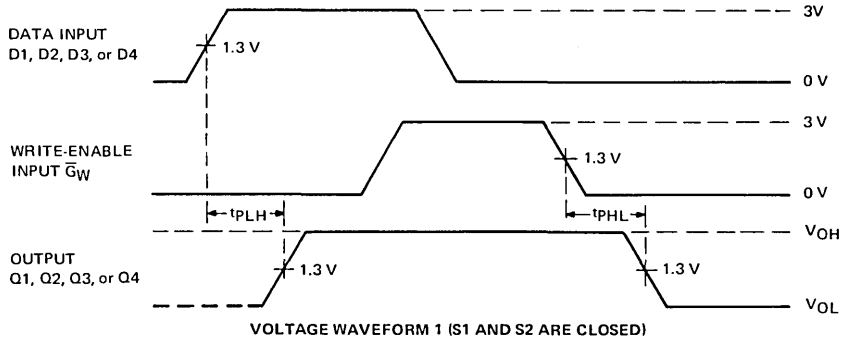 DATA INPUT
D1, D2, D3, or D4
1.3 V
3V
0 V
WRITE-ENABLE
INPUT G̅W
1.3 V
3 V
0 V
tPLH
tPHL
OUTPUT
Q1, Q2, Q3, or Q4
1.3 V
1.3 V
VOH
VOL
VOLTAGE WAVEFORM 1 (S1 AND S2 ARE CLOSED)